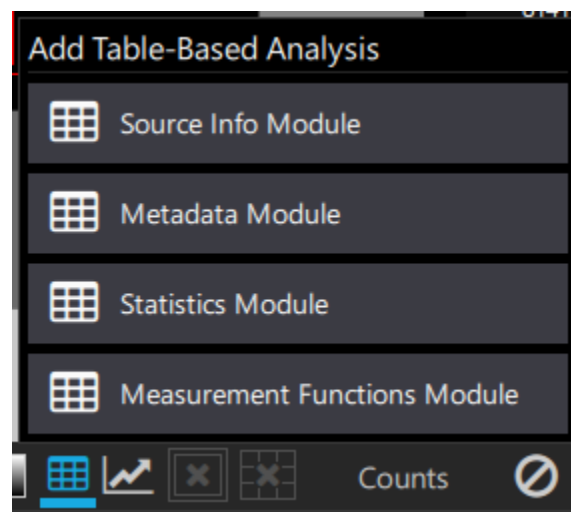 Add Table-Based Analysis
Source Info Module
Metadata Module
Statistics Module
Measurement Functions Module
Counts